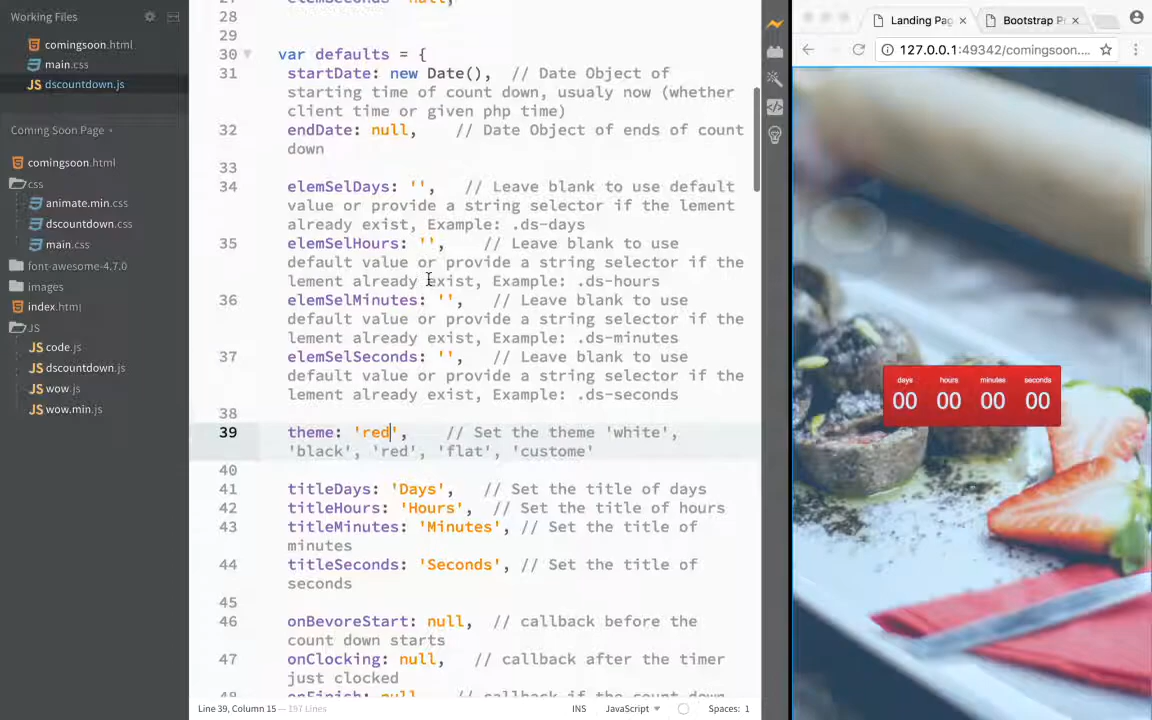 Working Files
comingsoon.html
main.css
JS dscountdown.js
Coming Soon Page
comingsoon.html
css
animate.min.css
dscountdown.css
main.css
font-awesome-4.7.0
images
index.html
JS
JS code.js
JS dscountdown.js
JS wow.js
JS wow.min.js
28
29
30 var defaults = {
31 startDate: new Date(), // Date Object of
starting time of count down, usualy now (whether
client time or given php time)
32 endDate: null, // Date Object of ends of count
down
33
34 elemSelDays: '', // Leave blank to use default
value or provide a string selector if the lement
already exist, Example: .ds-days
35 elemSelHours: '', // Leave blank to use
default value or provide a string selector if the
lement already exist, Example: .ds-hours
36 elemSelMinutes: '', // Leave blank to use
default value or provide a string selector if the
lement already exist, Example: .ds-minutes
37 elemSelSeconds: '', // Leave blank to use
default value or provide a string selector if the
lement already exist, Example: .ds-seconds
38
39 theme: 'red', // Set the theme 'white',
'black', 'red', 'flat', 'custome'
40
41 titleDays: 'Days', // Set the title of days
42 titleHours: 'Hours', // Set the title of hours
43 titleMinutes: 'Minutes', // Set the title of
minutes
44 titleSeconds: 'Seconds', // Set the title of
seconds
45
46 onBevoreStart: null, // callback before the
count down starts
47 onClocking: null, // callback after the timer
just clocked
Line 39, Column 15 — 197 Lines
INS
JavaScript
Spaces: 1
Landing Pag
Bootstrap Pr
127.0.0.1:49342/comingsoon....
days hours minutes seconds
00 00 00 00